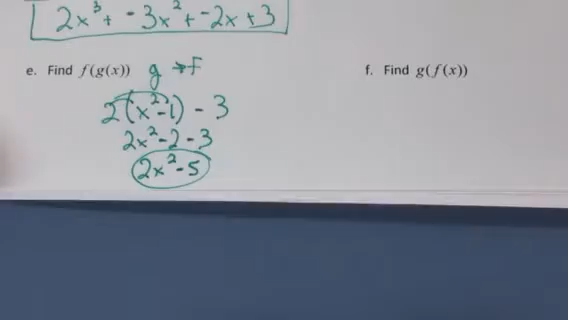 2x³ + -3x² + -2x + 3
e. Find f(g(x)) g → f
f. Find g(f(x))
2(x²-1) - 3
2x²-2-3
2x²-5